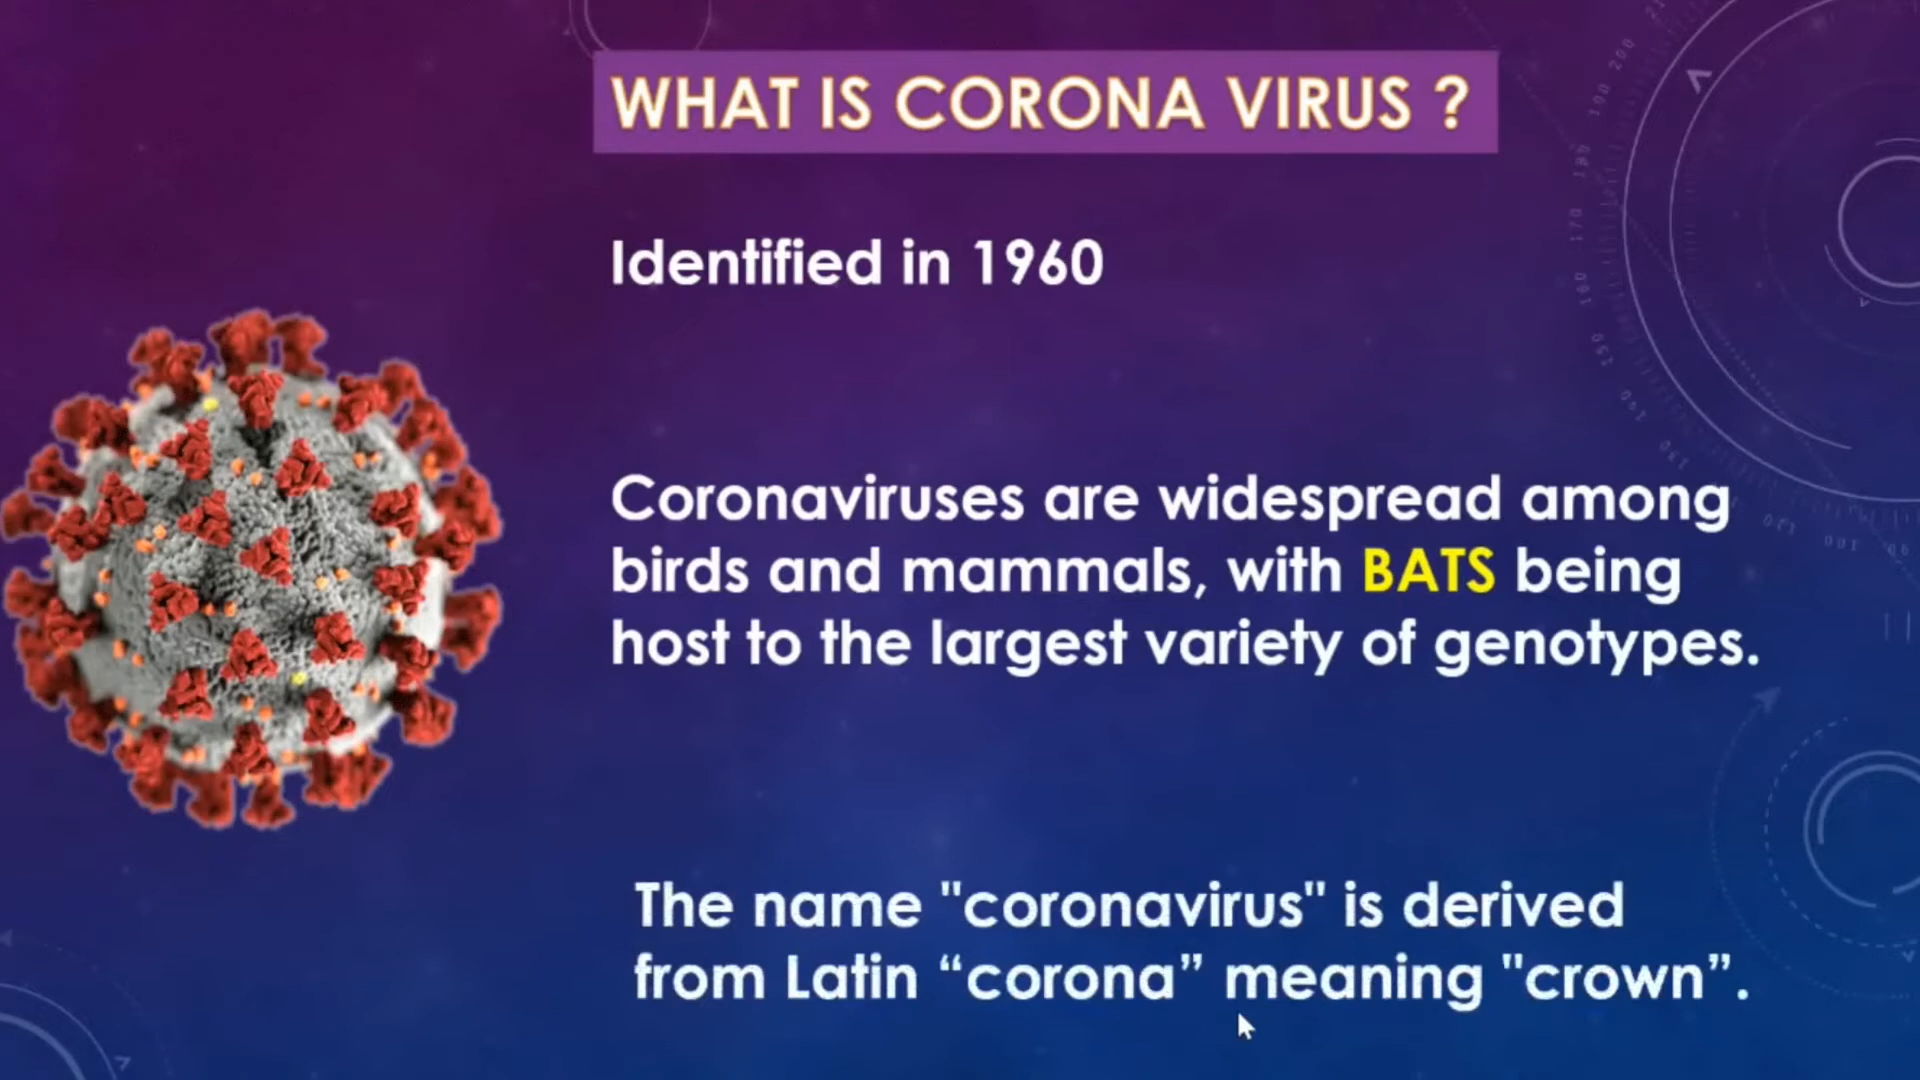 WHAT IS CORONA VIRUS ?
Identified in 1960
Coronaviruses are widespread among
birds and mammals, with BATS being
host to the largest variety of genotypes.
The name "coronavirus" is derived
from Latin “corona” meaning "crown”.